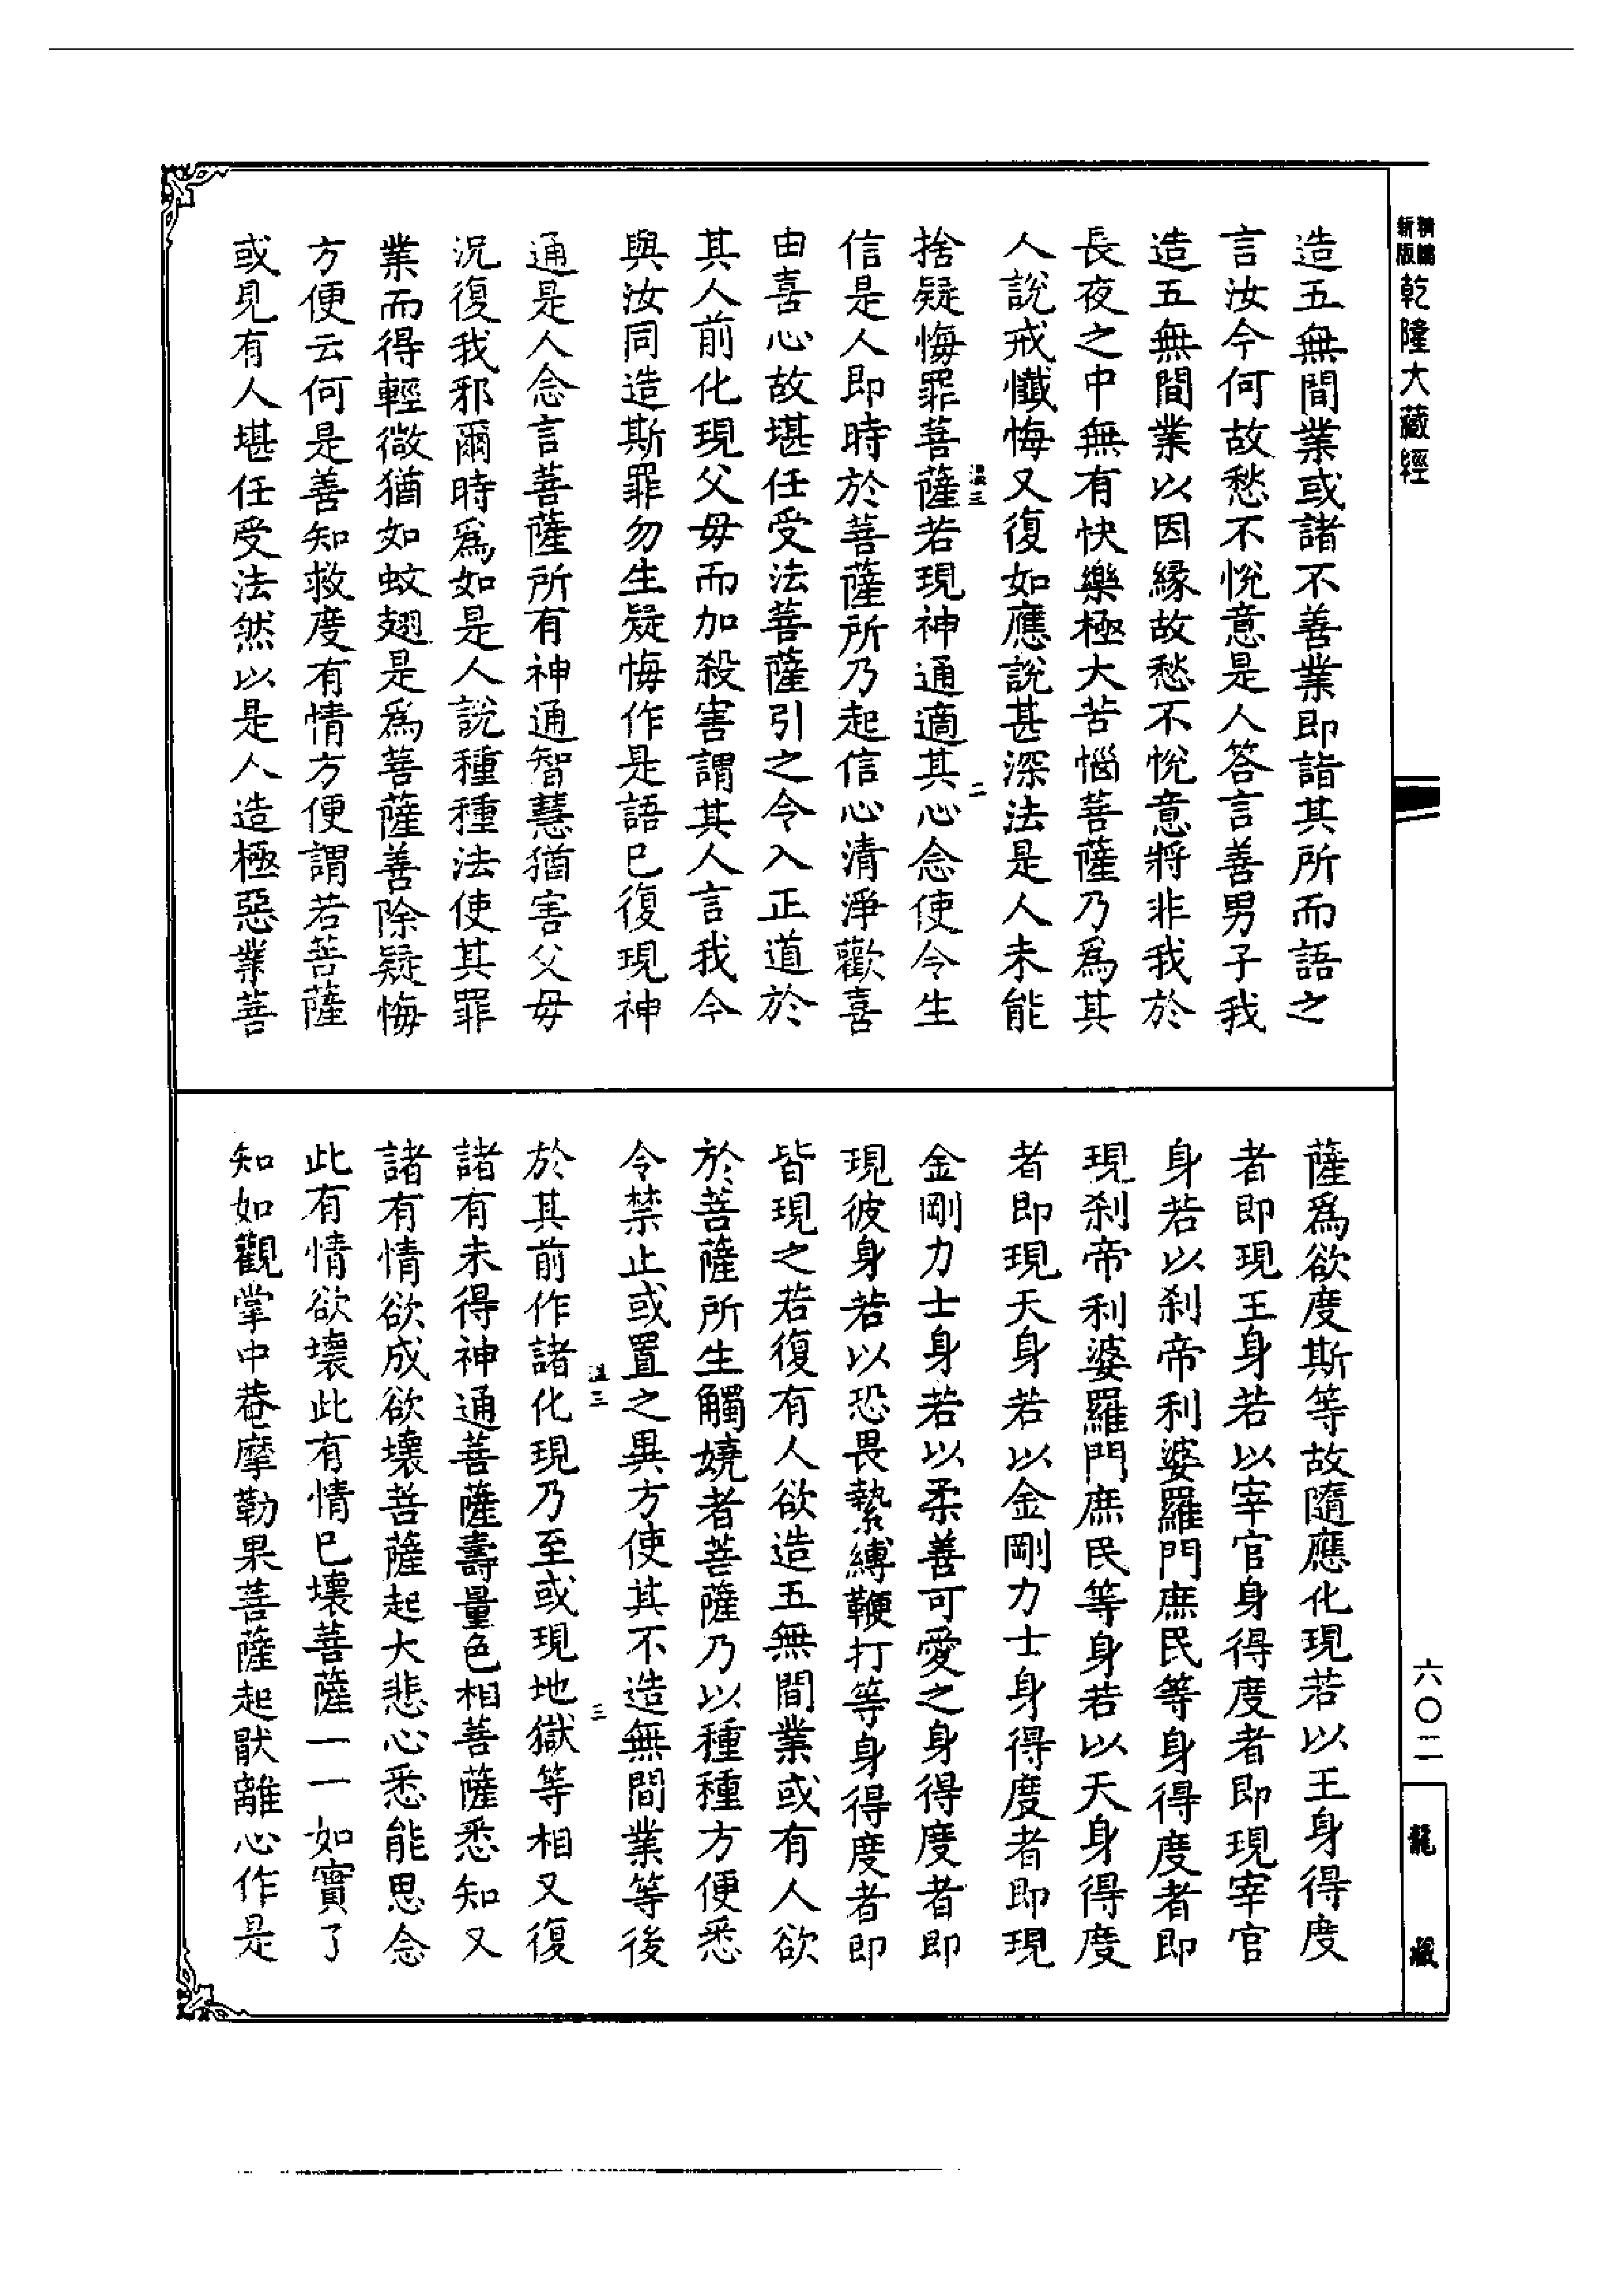 精編
新版
乾隆大藏經
造五無間業或諸不善業即詣其所而語之
言汝今何故愁不悅意是人答言善男子我
造五無間業以因緣故愁不悅意將非我於
長夜之中無有快樂極大苦惱菩薩乃爲其
人說戒懺悔又復如應說甚深法是人未能
二
捨疑悔罪菩薩若現神通適其心念使令生
信是人即時於菩薩所乃起信心清淨歡喜
由喜心故堪任受法菩薩引之令入正道於
其人前化現父毋而加殺害謂其人言我今
與汝同造斯罪勿生疑悔作是語已復現神
通是人念言菩薩所有神通智慧猶害父毋
況復我邪爾時爲如是人說種種法使其罪
業而得輕微猶如蚊翅是爲菩薩善除疑悔
方便云何是善知救度有情方便謂若菩薩
或見有人堪任受法然以是人造極惡業菩
薩爲欲度斯等故隨應化現若以王身得度
者即現王身若以宰官身得度者即現宰官
身若以刹帝利婆羅門庶民等身得度者即
現刹帝利婆羅門庶民等身若以天身得度
者即現天身若以金剛力士身得度者即現
金剛力士身若以柔善可愛之身得度者即
現彼身若以恐畏縶縛鞭打等身得度者即
皆現之若復有人欲造五無間業或有人欲
於菩薩所生觸嬈者菩薩乃以種種方便悉
令禁止或置之異方使其不造無間業等後
三
於其前作諸化現乃至或現地獄等相又復
諸有未得神通菩薩壽量色相菩薩悉知又
諸有情欲成欲壞菩薩起大悲心悉能思念
此有情欲壞此有情已壞菩薩一一如實了
知如觀掌中菴摩勒果菩薩起猒離心作是
六〇二
龍藏